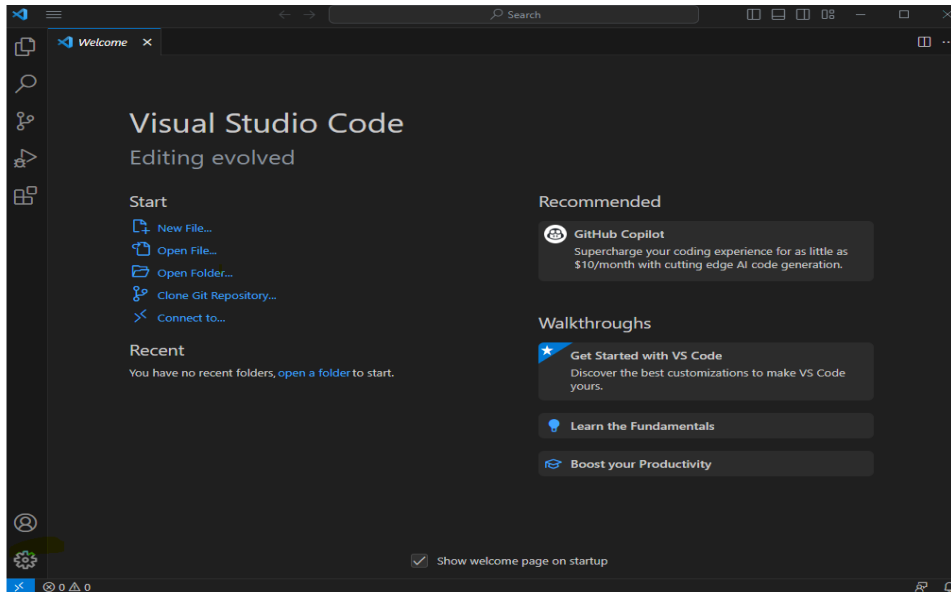 Search
Welcome
Visual Studio Code
Editing evolved
Start
New File...
Open File...
Open Folder...
Clone Git Repository...
Connect to...
Recent
You have no recent folders, open a folder to start.
Recommended
GitHub Copilot
Supercharge your coding experience for as little as
$10/month with cutting edge AI code generation.
Walkthroughs
Get Started with VS Code
Discover the best customizations to make VS Code
yours.
Learn the Fundamentals
Boost your Productivity
Show welcome page on startup
0 0